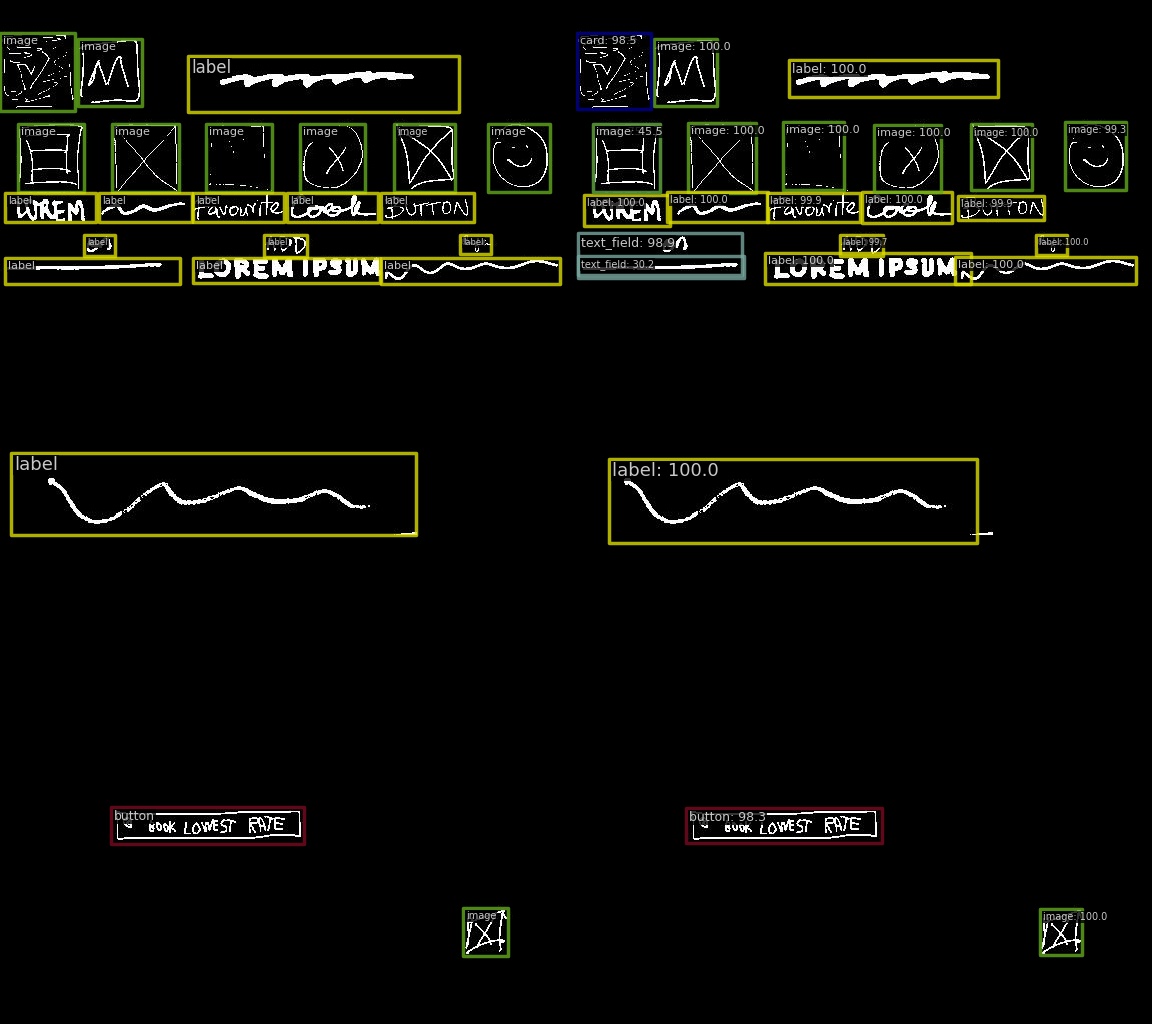 image image card: 98.5 image: 100.0
label label: 100.0
image image image image image image image: 45.5 image: 100.0 image: 100.0 image: 100.0 image: 100.0 image: 99.3
M M
label label label label label label: 100.0 label: 100.0 label: 99.9 label: 100.0 label: 99.9
Favourite Look BUTTON Favourite Look BUTTON
label label label text_field: 98.9 label: 99.7 label: 100.0
label label label text_field: 30.2 label: 100.0 label: 100.0
LOREM IPSUM LOREM IPSUM
label label: 100.0
button button: 98.3
BOOK LOWEST RATE BOOK LOWEST RATE
image image: 100.0